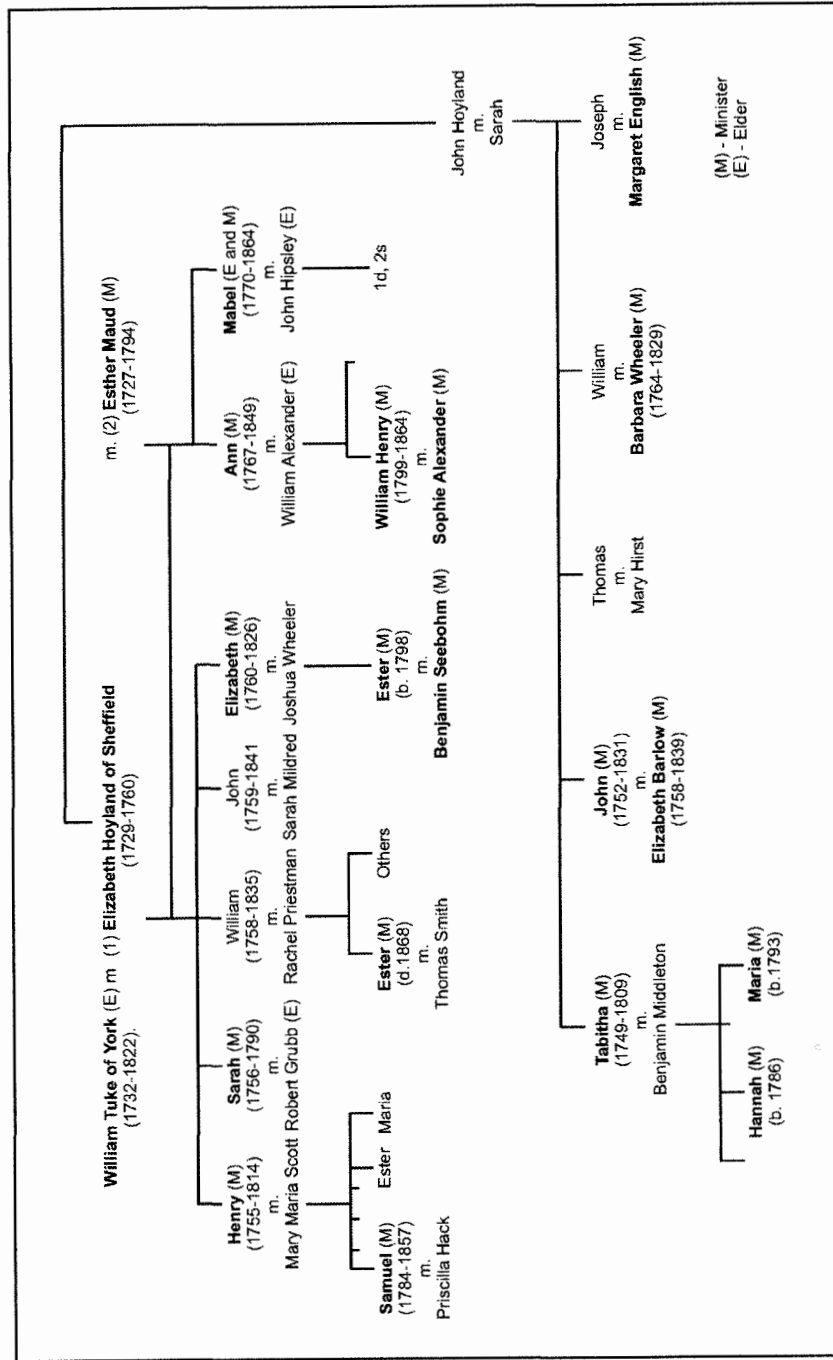 William Tuke of York (E) m (1) Elizabeth Hoyland of Sheffield
(1732-1822).
(1729-1760)
m. (2) Esther Maud (M)
(1727-1794)
Henry (M)
(1755-1814)
m.
Mary Maria Scott
Sarah (M)
(1756-1790)
m.
Robert Grubb (E)
William
(1758-1835)
m.
Rachel Priestman
John
(1759-1841
m.
Sarah Mildred
Elizabeth (M)
(1760-1826)
m.
Joshua Wheeler
Ann (M)
(1767-1849)
m.
William Alexander (E)
Mabel (E and M)
(1770-1864)
m.
John Hipsley (E)
Samuel (M)
(1784-1857)
m.
Priscilla Hack
Ester
Maria
Ester (M)
(d.1868)
m.
Thomas Smith
Others
Ester (M)
(b. 1798)
m.
Benjamin Seebohm (M)
William Henry (M)
(1799-1864)
m.
Sophie Alexander (M)
1d, 2s
John Hoyland
m.
Sarah
Tabitha (M)
(1749-1809)
m.
Benjamin Middleton
John (M)
(1752-1831)
m.
Elizabeth Barlow (M)
(1758-1839)
Thomas
m.
Mary Hirst
William
m.
Barbara Wheeler (M)
(1764-1829)
Joseph
m.
Margaret English (M)
Hannah (M)
(b. 1786)
Maria (M)
(b.1793)
(M) - Minister
(E) - Elder